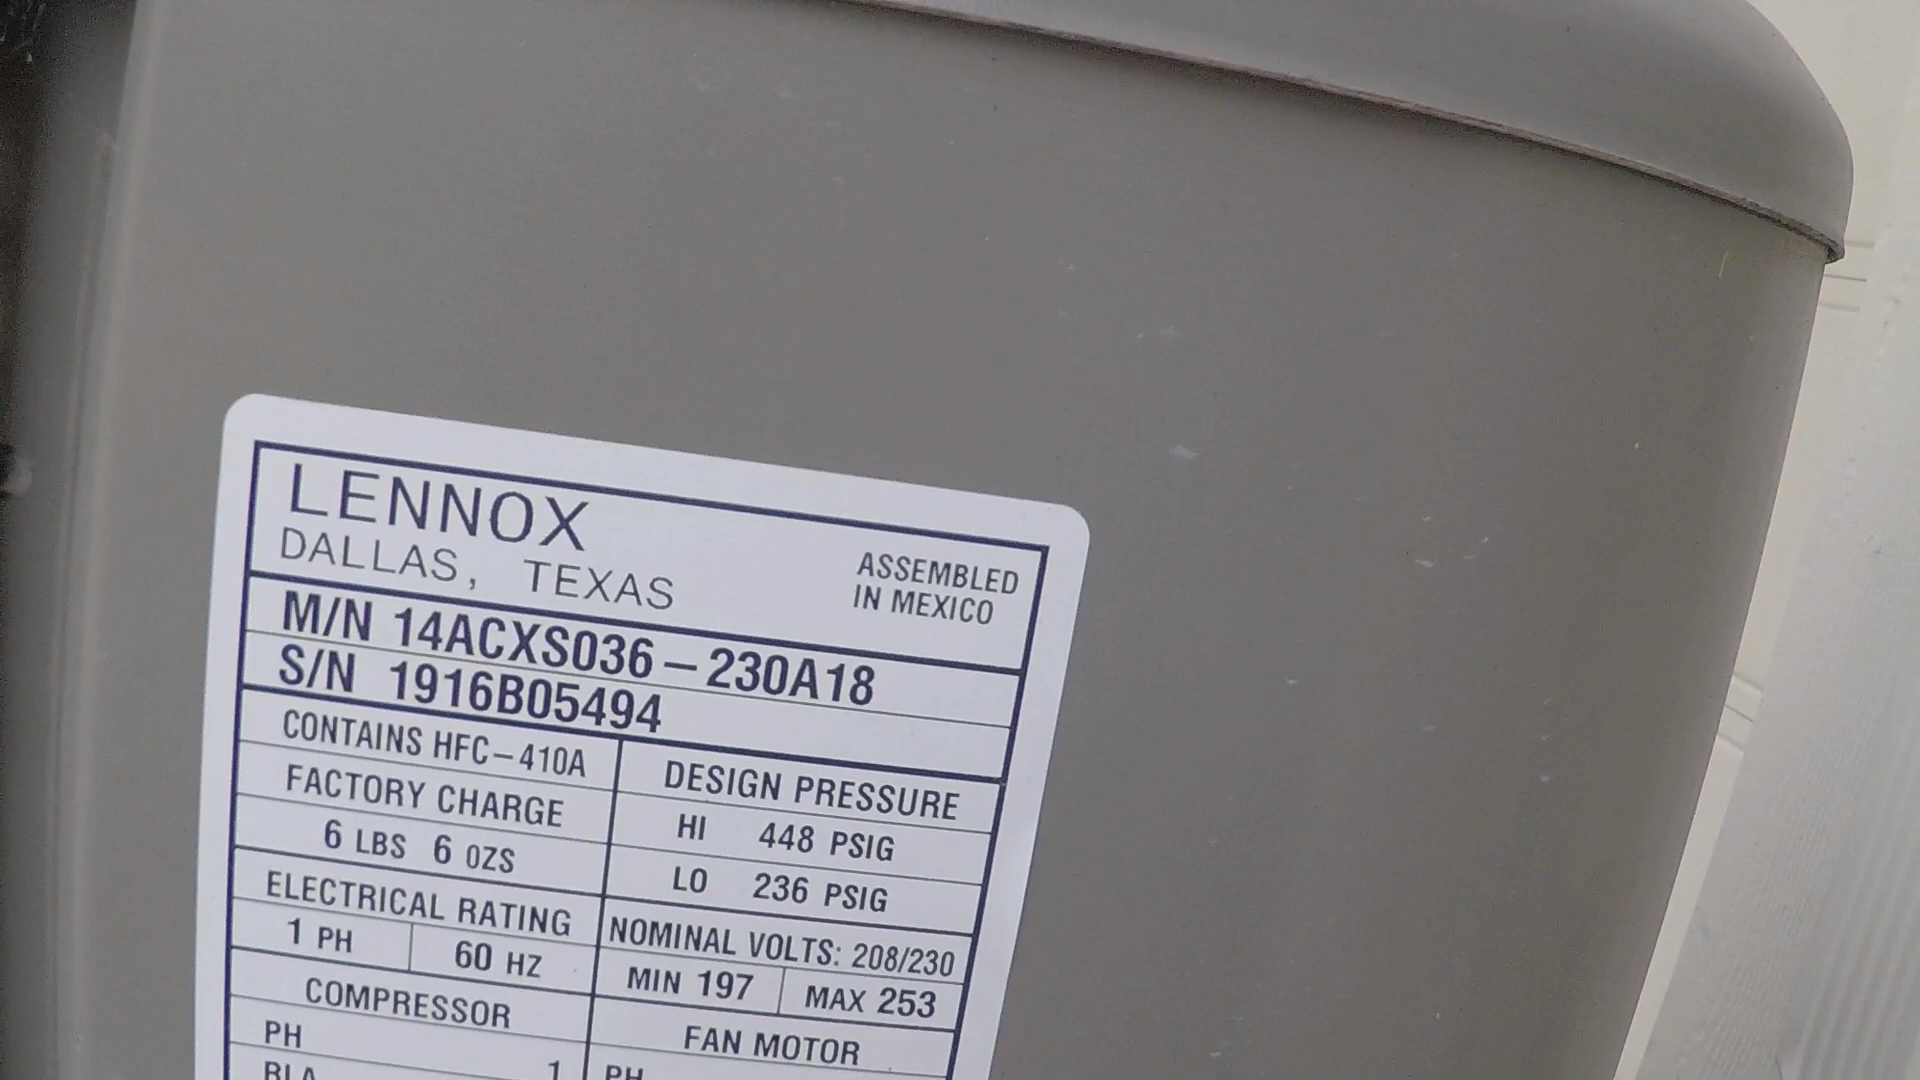 LENNOX
DALLAS, TEXAS
ASSEMBLED
IN MEXICO
M/N 14ACXS036-230A18
S/N 1916B05494
CONTAINS HFC-410A
FACTORY CHARGE
6 LBS 6 OZS
DESIGN PRESSURE
HI 448 PSIG
LO 236 PSIG
ELECTRICAL RATING
1 PH 60 HZ
NOMINAL VOLTS: 208/230
MIN 197 MAX 253
COMPRESSOR
PH 1
RLA
FAN MOTOR
PH